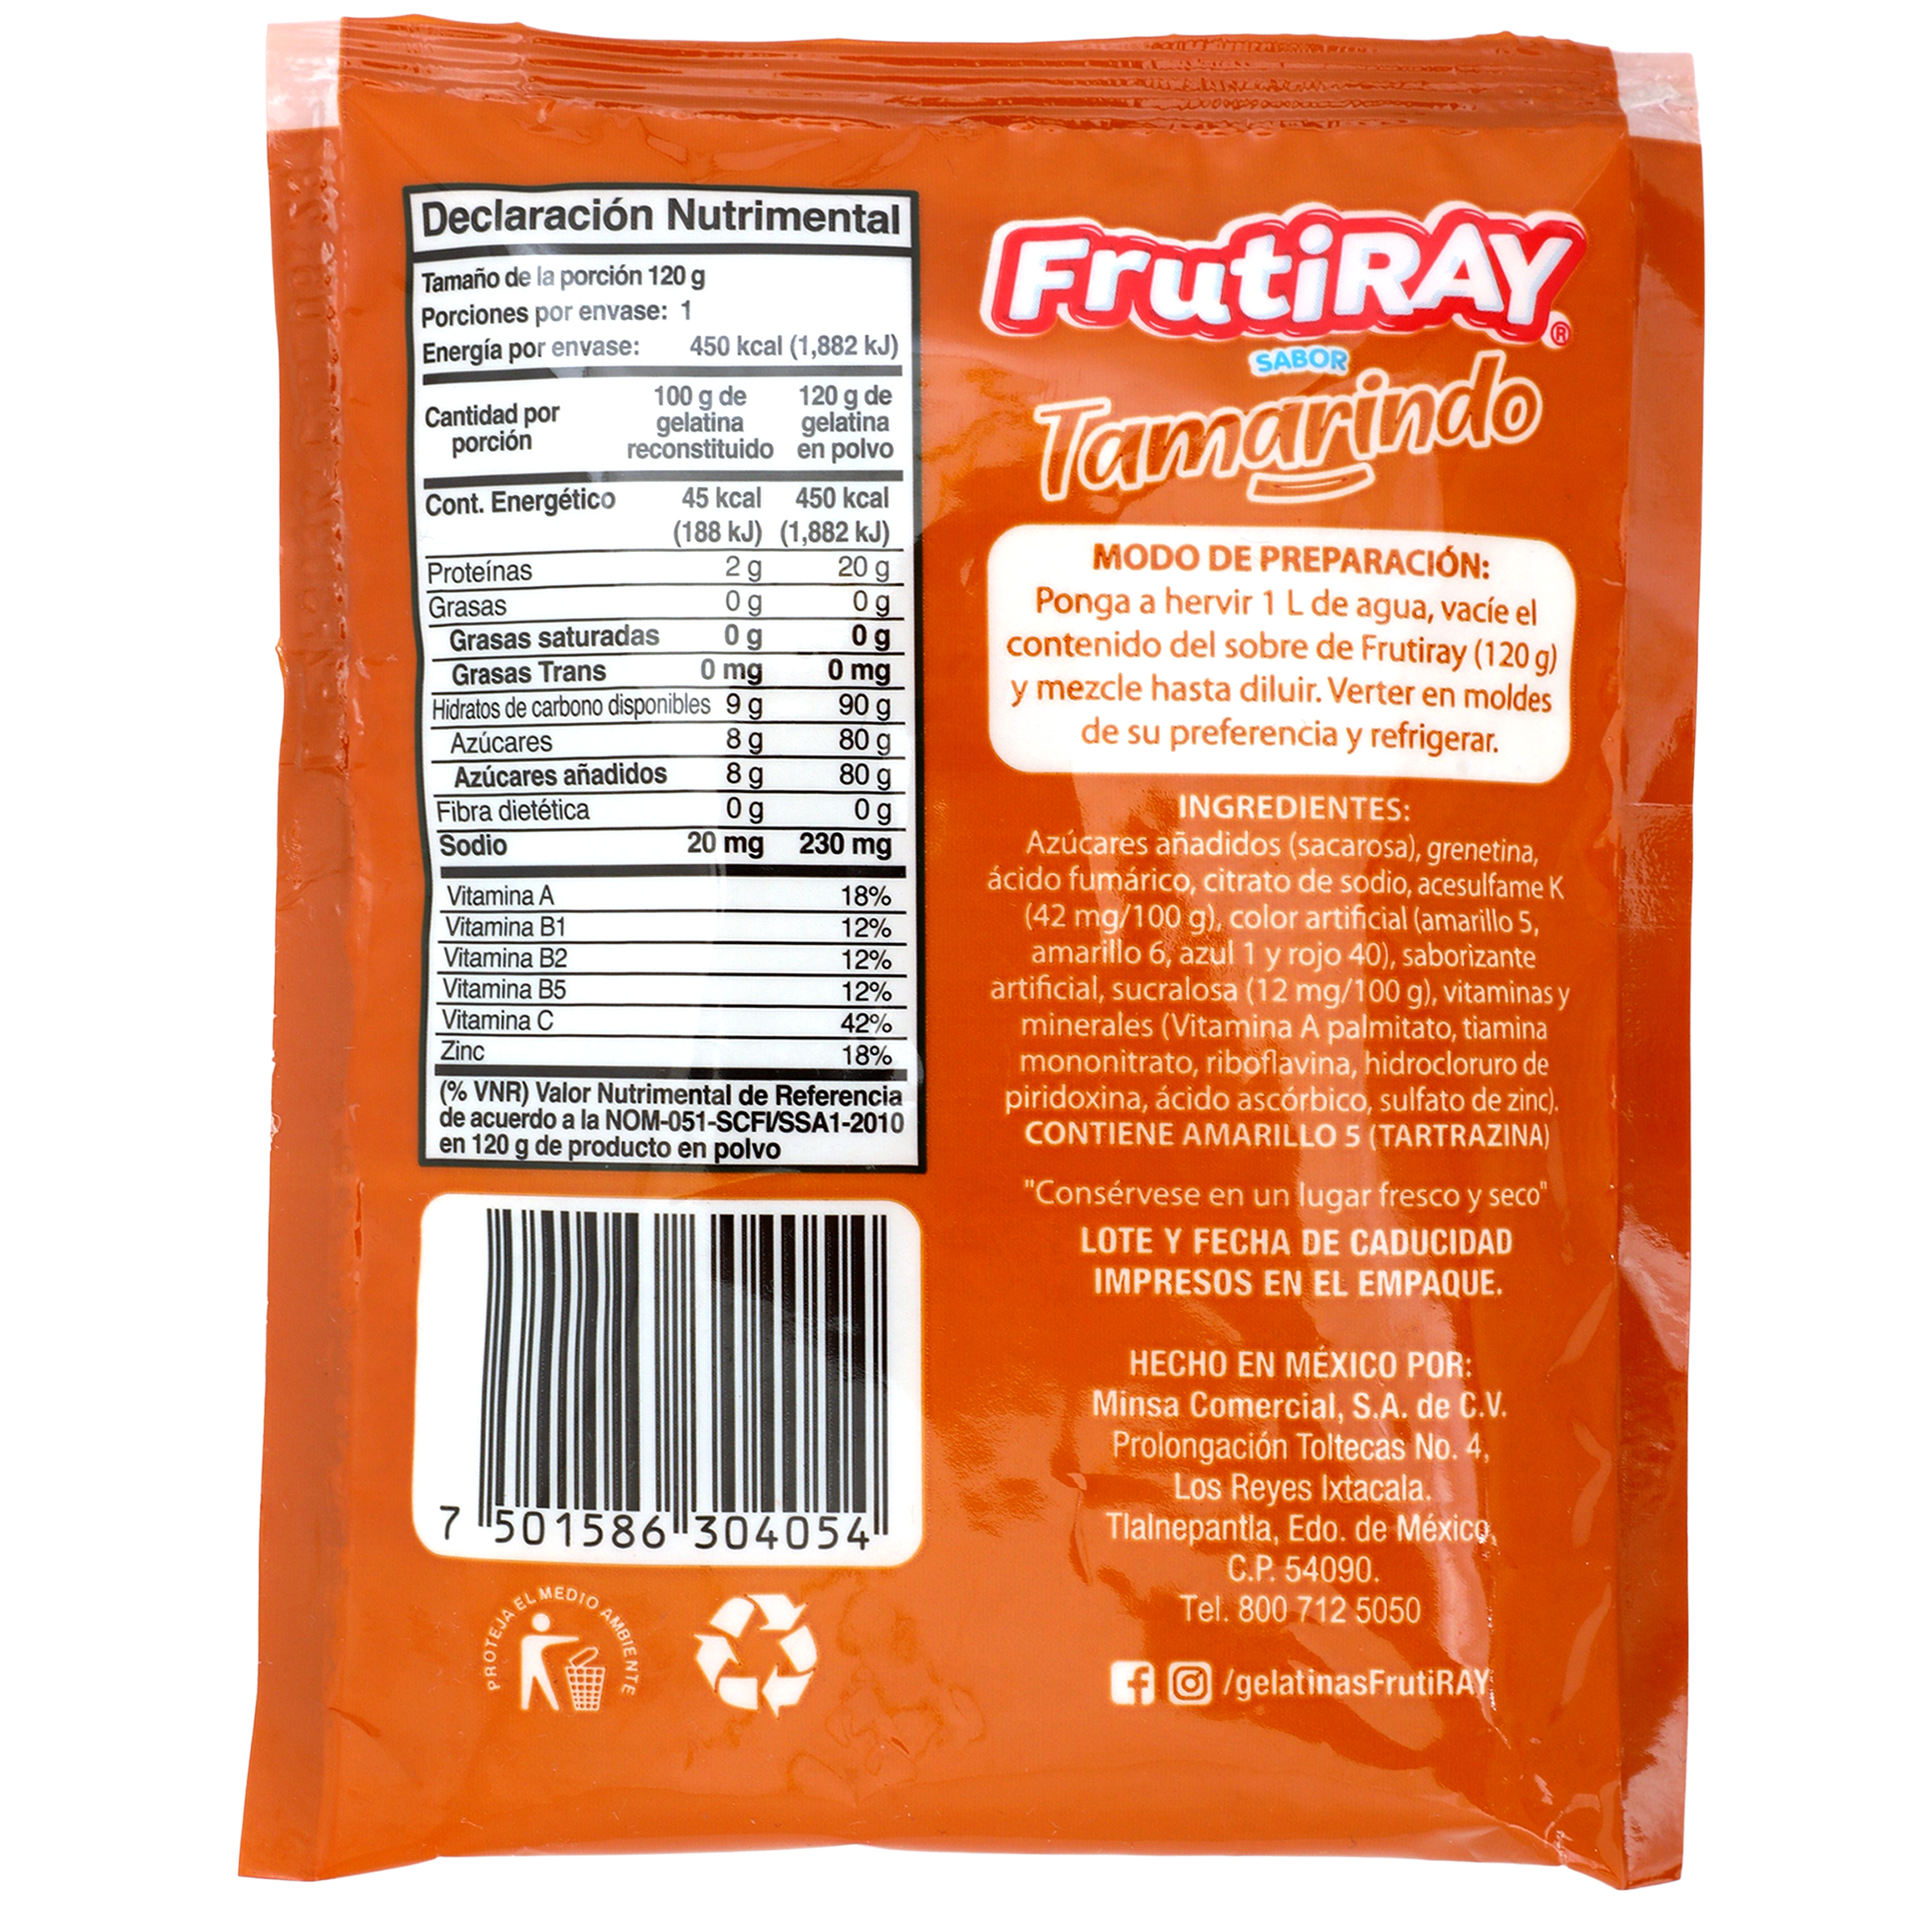 Declaración Nutrimental
Tamaño de la porción 120 g
Porciones por envase: 1
Energía por envase: 450 kcal (1,882 kJ)
Cantidad por porción 100 g de gelatina reconstituido 120 g de gelatina en polvo
Cont. Energético 45 kcal 450 kcal
(188 kJ) (1,882 kJ)
Proteínas 2 g 20 g
Grasas 0 g 0 g
Grasas saturadas 0 g 0 g
Grasas Trans 0 mg 0 mg
Hidratos de carbono disponibles 9 g 90 g
Azúcares 8 g 80 g
Azúcares añadidos 8 g 80 g
Fibra dietética 0 g 0 g
Sodio 20 mg 230 mg
Vitamina A 18%
Vitamina B1 12%
Vitamina B2 12%
Vitamina B5 12%
Vitamina C 42%
Zinc 18%
(% VNR) Valor Nutrimental de Referencia
de acuerdo a la NOM-051-SCFI/SSA1-2010
en 120 g de producto en polvo
7 501586 304054
PROTEJA EL MEDIO AMBIENTE
FrutiRAY®
SABOR
Tamarindo
MODO DE PREPARACIÓN:
Ponga a hervir 1 L de agua, vacíe el
contenido del sobre de Frutiray (120 g)
y mezcle hasta diluir. Verter en moldes
de su preferencia y refrigerar.
INGREDIENTES:
Azúcares añadidos (sacarosa), grenetina,
ácido fumárico, citrato de sodio, acesulfame K
(42 mg/100 g), color artificial (amarillo 5,
amarillo 6, azul 1 y rojo 40), saborizante
artificial, sucralosa (12 mg/100 g), vitaminas y
minerales (Vitamina A palmitato, tiamina
mononitrato, riboflavina, hidrocloruro de
piridoxina, ácido ascórbico, sulfato de zinc).
CONTIENE AMARILLO 5 (TARTRAZINA)
"Consérvese en un lugar fresco y seco"
LOTE Y FECHA DE CADUCIDAD
IMPRESOS EN EL EMPAQUE.
HECHO EN MÉXICO POR:
Minsa Comercial, S.A. de C.V.
Prolongación Toltecas No. 4,
Los Reyes Ixtacala.
Tlalnepantla, Edo. de México,
C.P. 54090.
Tel. 800 712 5050
/gelatinasFrutiRAY